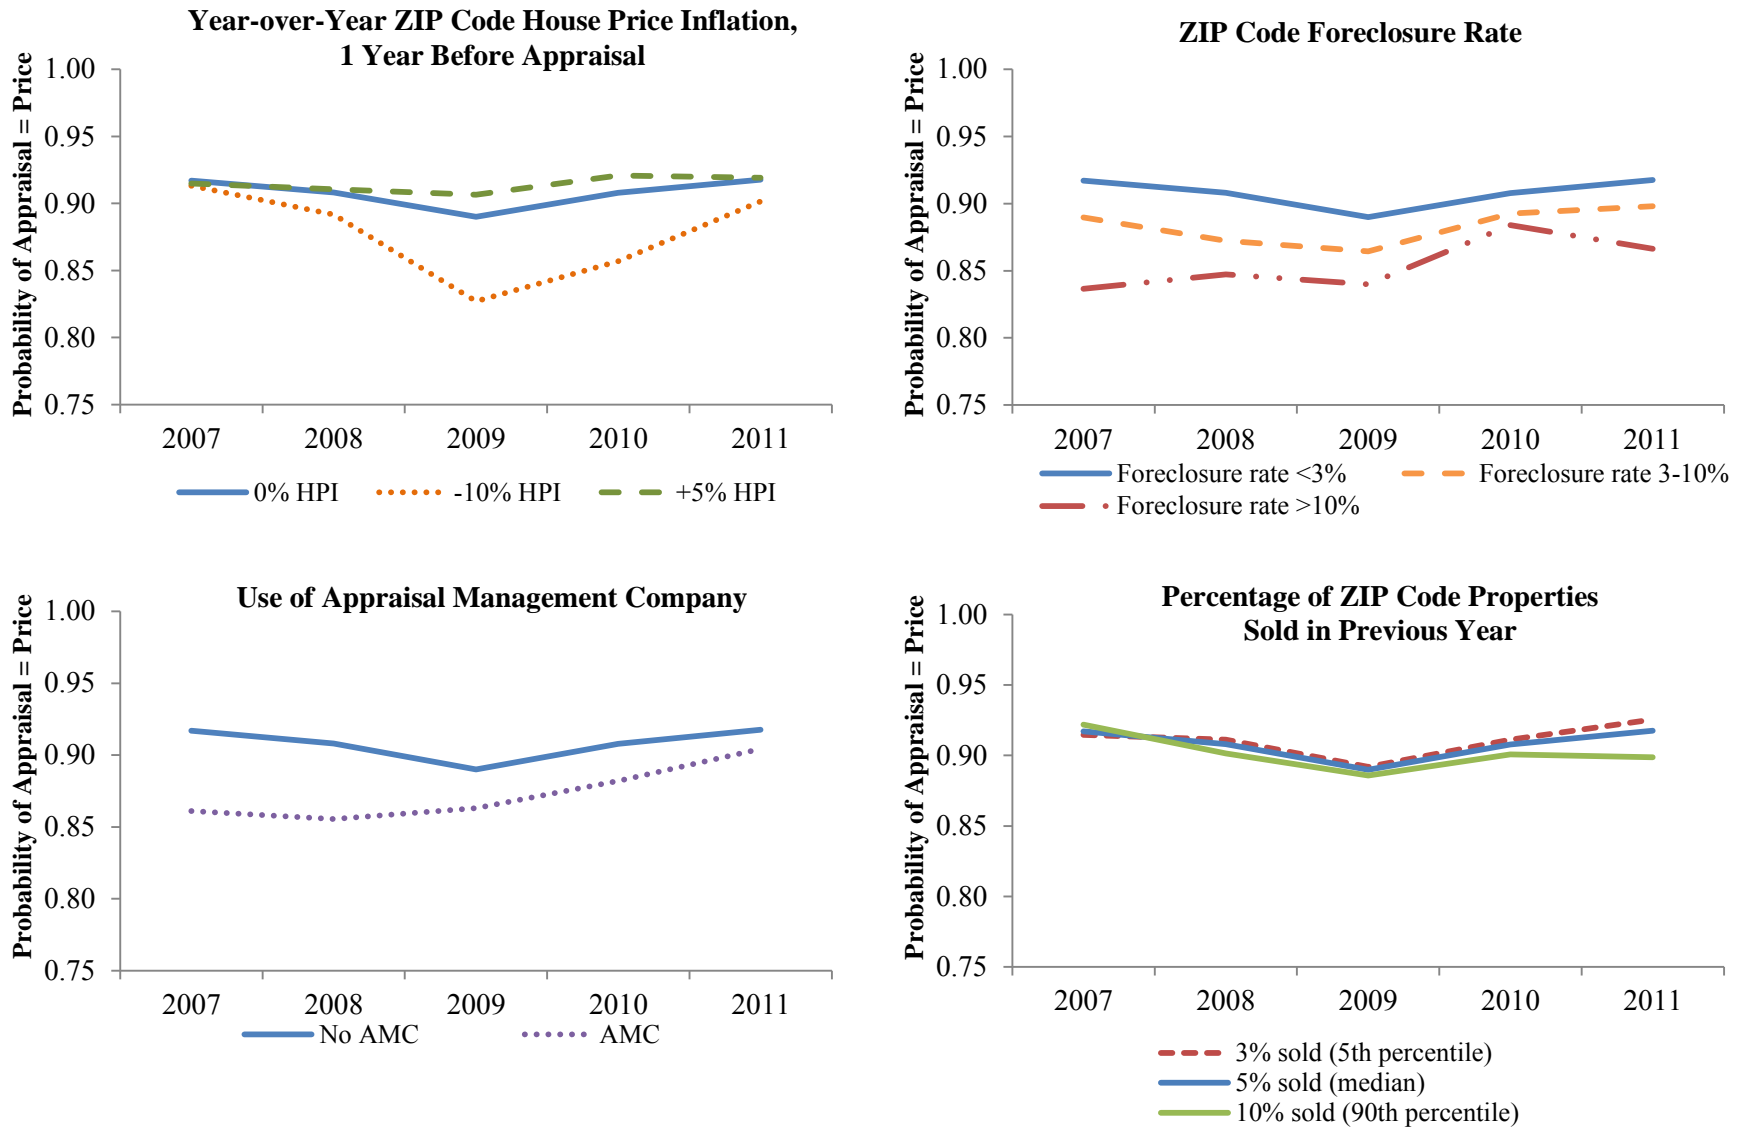 Year-over-Year ZIP Code House Price Inflation,
1 Year Before Appraisal
Probability of Appraisal = Price
1.00
0.95
0.90
0.85
0.80
0.75
2007 2008 2009 2010 2011
0% HPI -10% HPI +5% HPI
ZIP Code Foreclosure Rate
Probability of Appraisal = Price
1.00
0.95
0.90
0.85
0.80
0.75
2007 2008 2009 2010 2011
Foreclosure rate <3% Foreclosure rate 3-10%
Foreclosure rate >10%
Use of Appraisal Management Company
Probability of Appraisal = Price
1.00
0.95
0.90
0.85
0.80
0.75
2007 2008 2009 2010 2011
No AMC AMC
Percentage of ZIP Code Properties
Sold in Previous Year
Probability of Appraisal = Price
1.00
0.95
0.90
0.85
0.80
0.75
2007 2008 2009 2010 2011
3% sold (5th percentile)
5% sold (median)
10% sold (90th percentile)